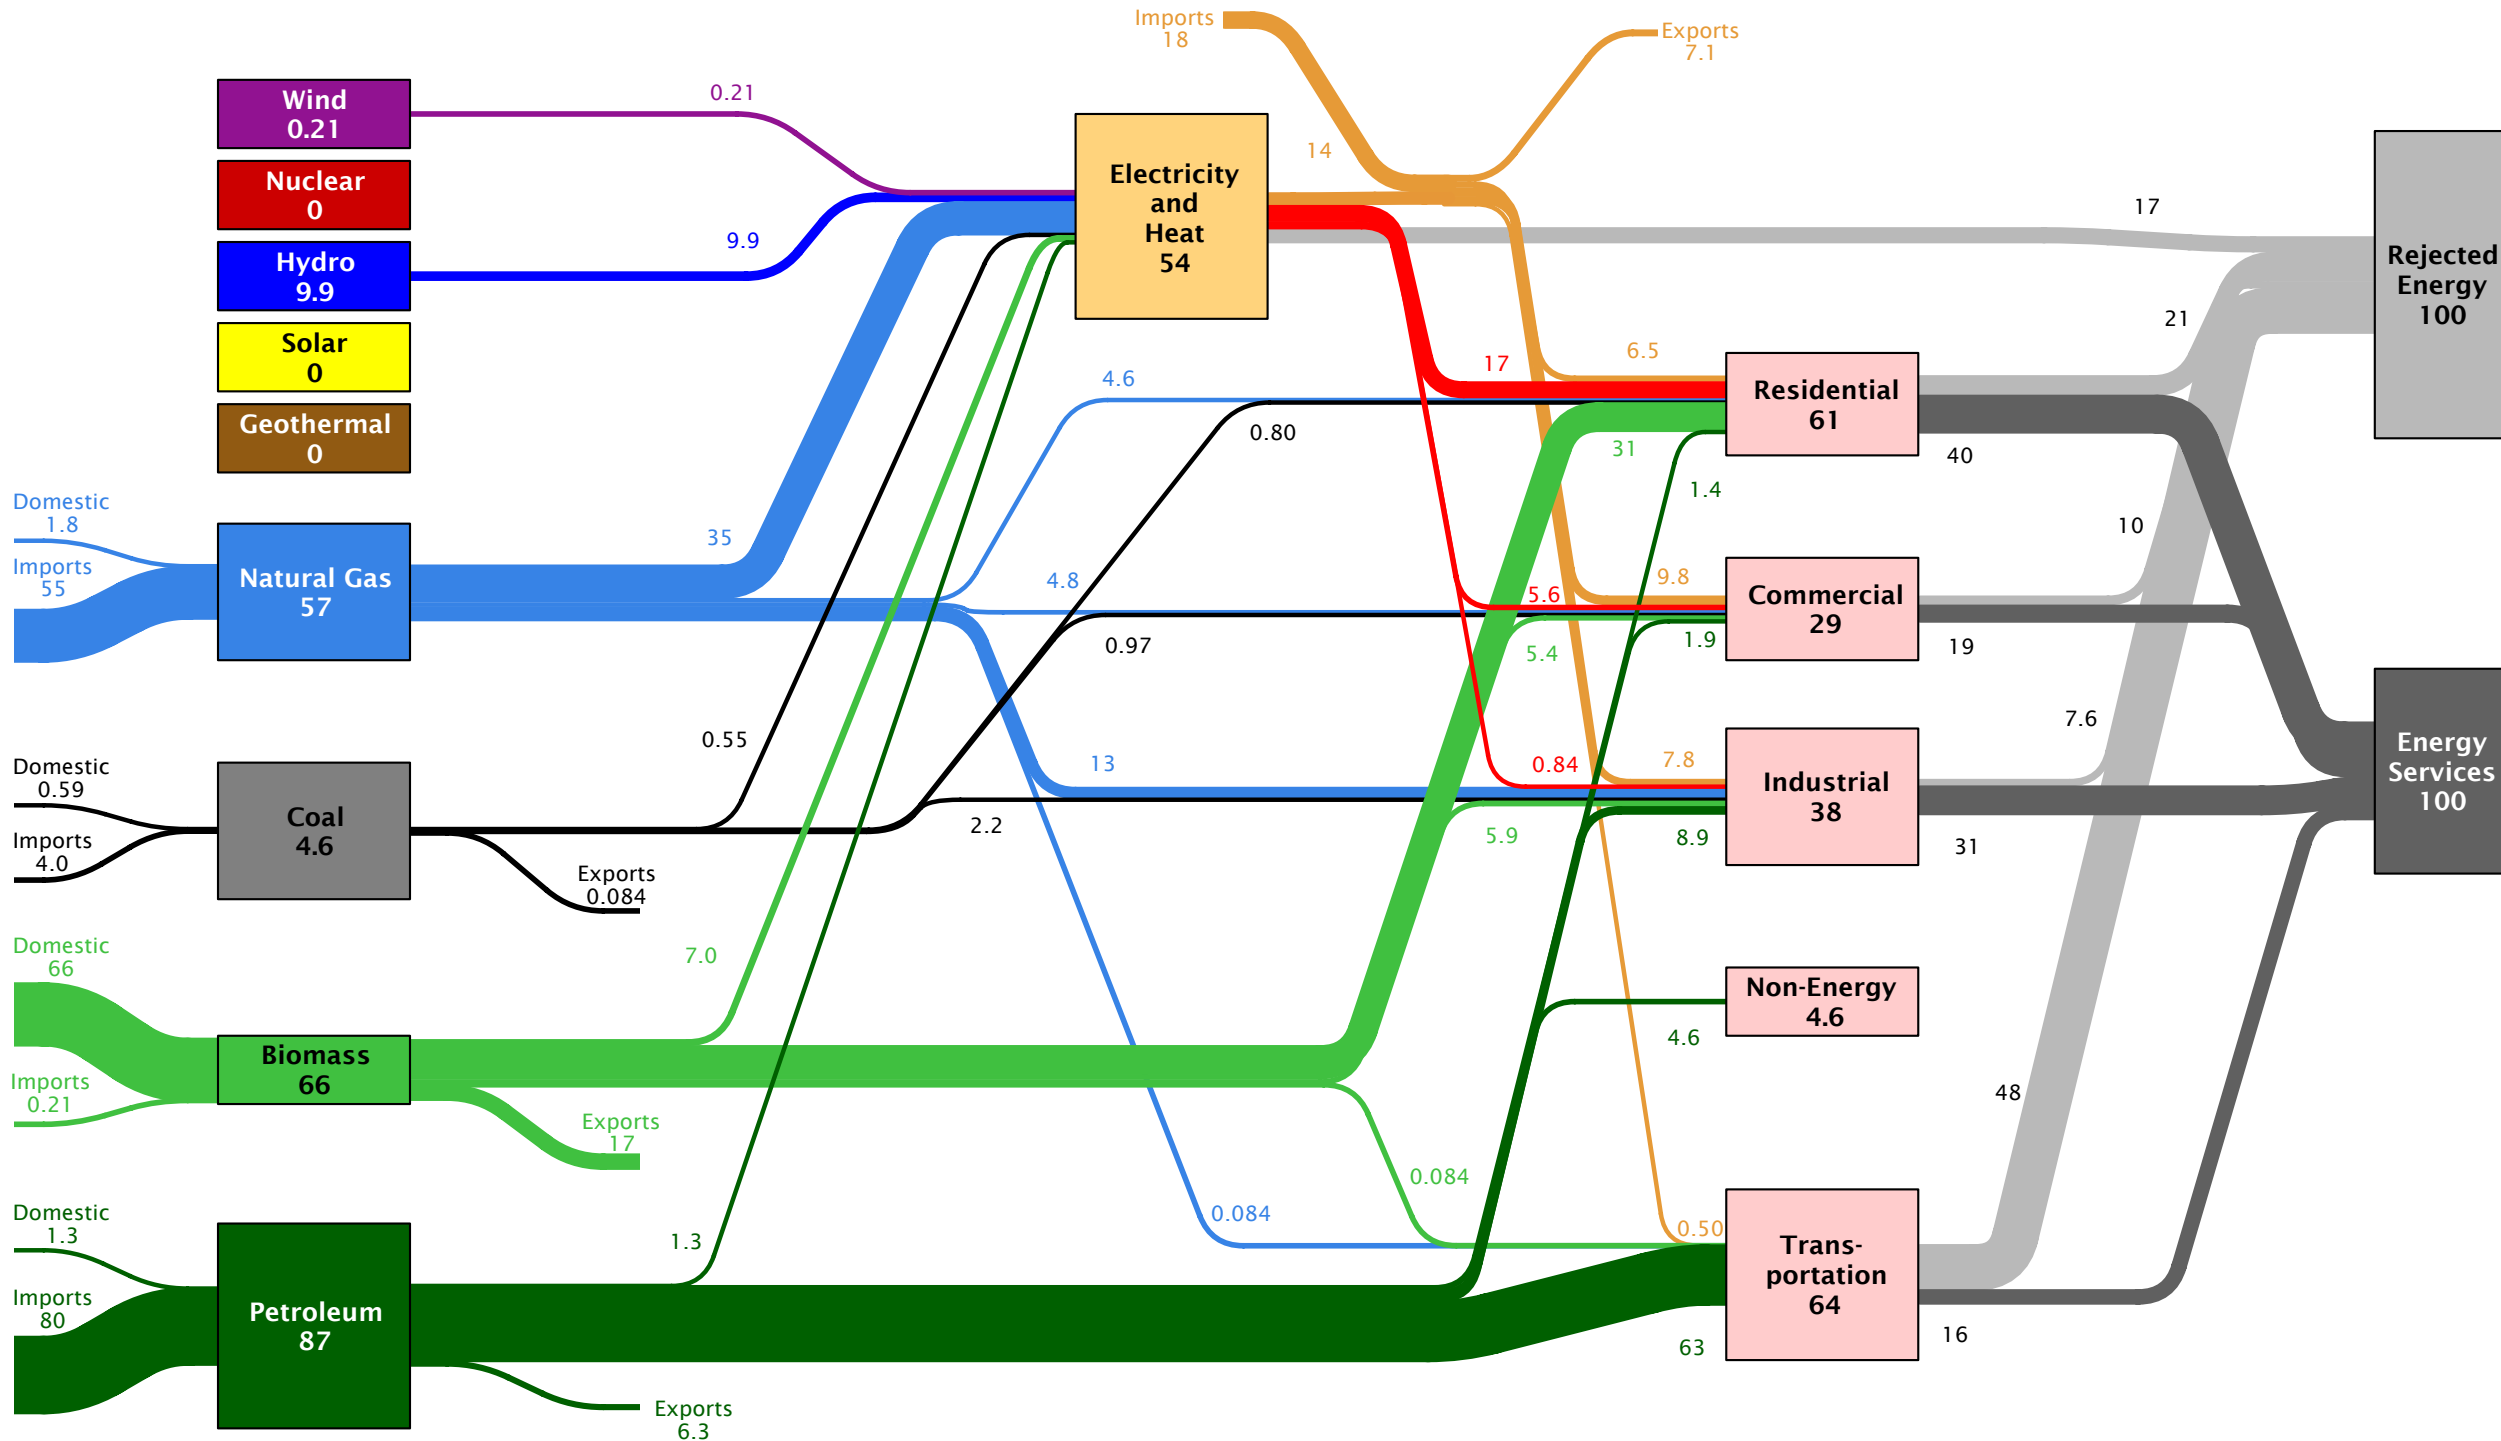 Imports
18
Exports
7.1
Wind
0.21
0.21
Nuclear
0
Hydro
9.9
9.9
Solar
0
Geothermal
0
Electricity
and
Heat
54
14
17
Rejected
Energy
100
21
Domestic
1.8
Imports
55
Natural Gas
57
35
4.6
0.80
4.8
0.97
13
17
6.5
31
1.4
Residential
61
40
10
5.6
9.8
5.4
1.9
Commercial
29
19
Domestic
0.59
Imports
4.0
Coal
4.6
0.55
Exports
0.084
2.2
0.84
7.8
5.9
8.9
Industrial
38
31
7.6
Energy
Services
100
Domestic
66
Imports
0.21
Biomass
66
7.0
Exports
17
Non-Energy
4.6
4.6
48
Domestic
1.3
Imports
80
Petroleum
87
1.3
Exports
6.3
0.084
0.084
0.50
63
Trans-
portation
64
16